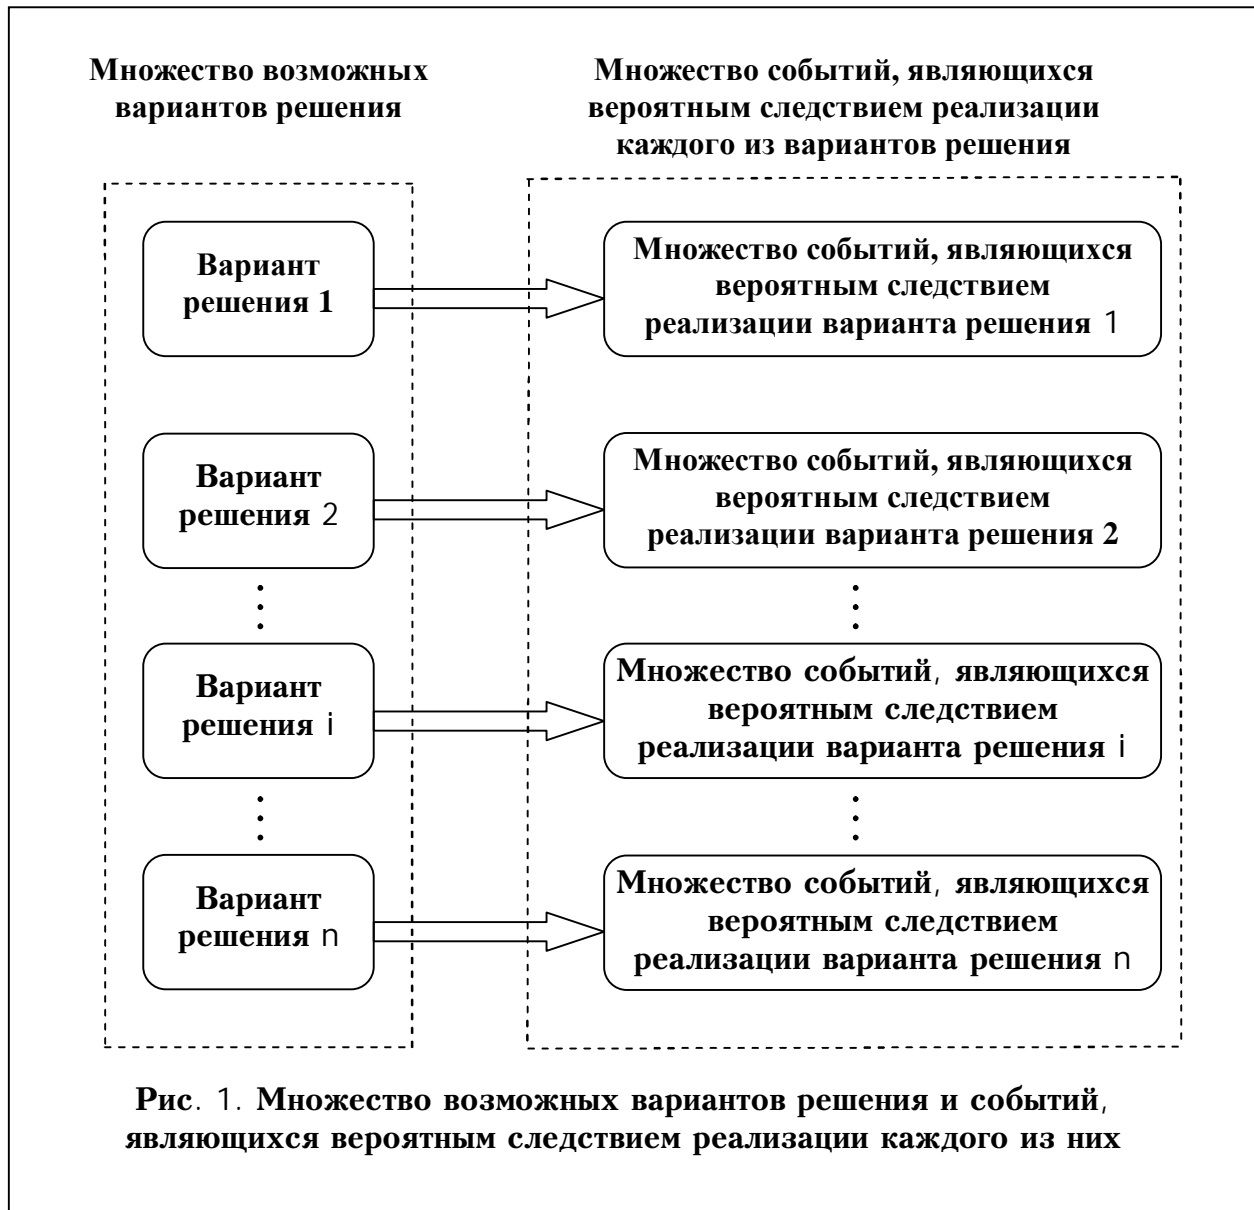 Множество возможных
вариантов решения
Множество событий, являющихся
вероятным следствием реализации
каждого из вариантов решения
Вариант
решения 1
Множество событий, являющихся
вероятным следствием
реализации варианта решения 1
Вариант
решения 2
Множество событий, являющихся
вероятным следствием
реализации варианта решения 2
Вариант
решения i
Множество событий, являющихся
вероятным следствием
реализации варианта решения i
Вариант
решения n
Множество событий, являющихся
вероятным следствием
реализации варианта решения n
Рис. 1. Множество возможных вариантов решения и событий,
являющихся вероятным следствием реализации каждого из них